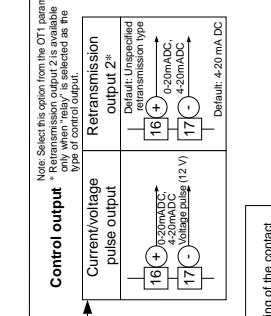 Note: Select this option from the OT1 param
* Retransmission output 2 is available
only when "relay" is selected as the
type of control output.
Control output
Current/voltage
pulse output
Retransmission
output 2*
16 +
0-20mADC,
4-20mADC
Voltage pulse (12 V)
17 -
Default: Unspecified
retransmission type
16 +
0-20mADC,
4-20mADC
17 -
Default: 4-20 mA DC
ing of the contact